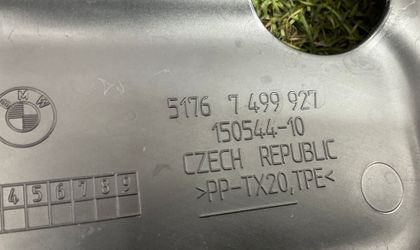 BMW
5176 7 499 927
150544-10
CZECH REPUBLIC
>PP-TX20,TPE<
4 5 6 7 8 9